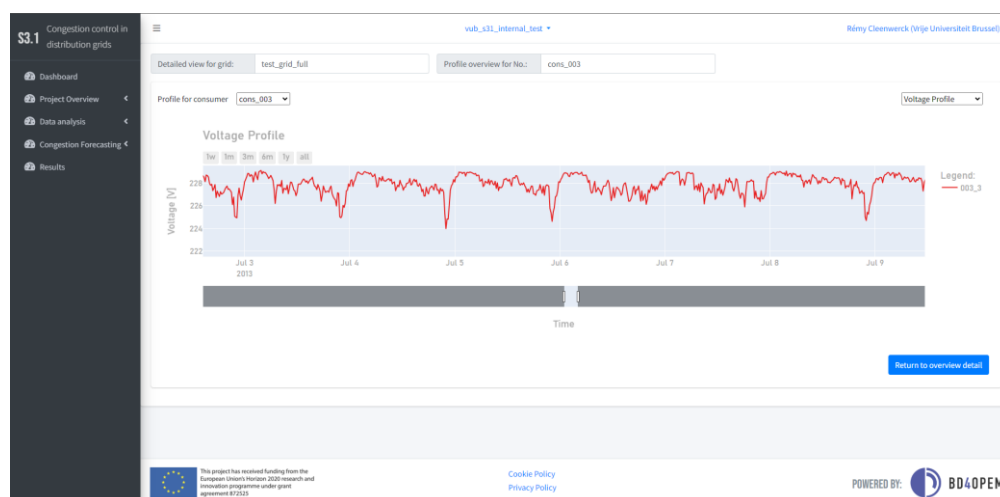 S3.1
Congestion control in
distribution grids
vub_s31_internal_test
Rémy Cleenwerck (Vrije Universiteit Brussel)
Dashboard
Project Overview
Data analysis
Congestion Forecasting
Results
Detailed view for grid: test_grid_full
Profile overview for No.: cons_003
Profile for consumer cons_003
Voltage Profile
Voltage Profile
1w 1m 3m 6m 1y all
Voltage [V]
228
226
224
222
Jul 3 Jul 4 Jul 5 Jul 6 Jul 7 Jul 8 Jul 9
2013
Legend:
003_3
Time
Return to overview detail
This project has received funding from the
European Union's Horizon 2020 research and
innovation programme under grant
agreement 872525
Cookie Policy
Privacy Policy
POWERED BY:
BD4OPEM